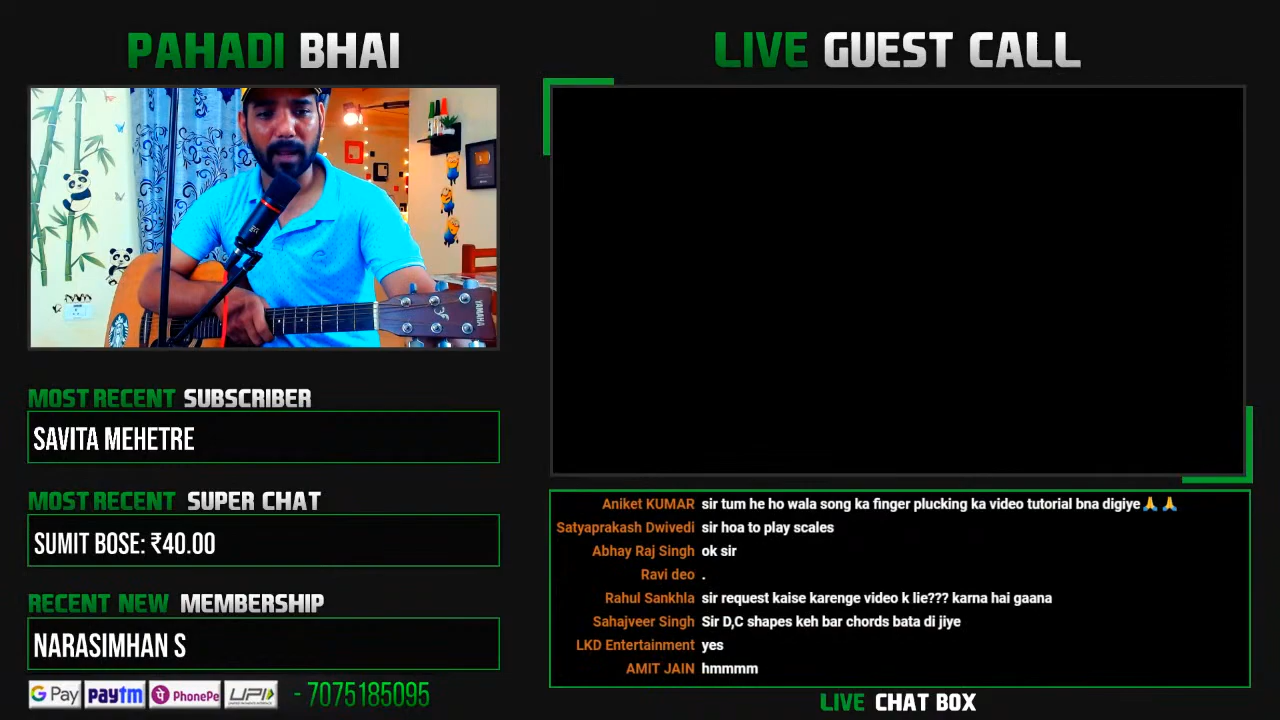 PAHADI BHAI
LIVE GUEST CALL
YAMAHA
MOST RECENT SUBSCRIBER
SAVITA MEHETRE
MOST RECENT SUPER CHAT
SUMIT BOSE: ₹40.00
RECENT NEW MEMBERSHIP
NARASIMHAN S
G Pay paytm PhonePe UPI - 7075185095
Aniket KUMAR sir tum he ho wala song ka finger plucking ka video tutorial bna digiye🙏 🙏
Satyaprakash Dwivedi sir hoa to play scales
Abhay Raj Singh ok sir
Ravi deo .
Rahul Sankhla sir request kaise karenge video k lie??? karna hai gaana
Sahajveer Singh Sir D,C shapes keh bar chords bata di jiye
LKD Entertainment yes
AMIT JAIN hmmmm
LIVE CHAT BOX